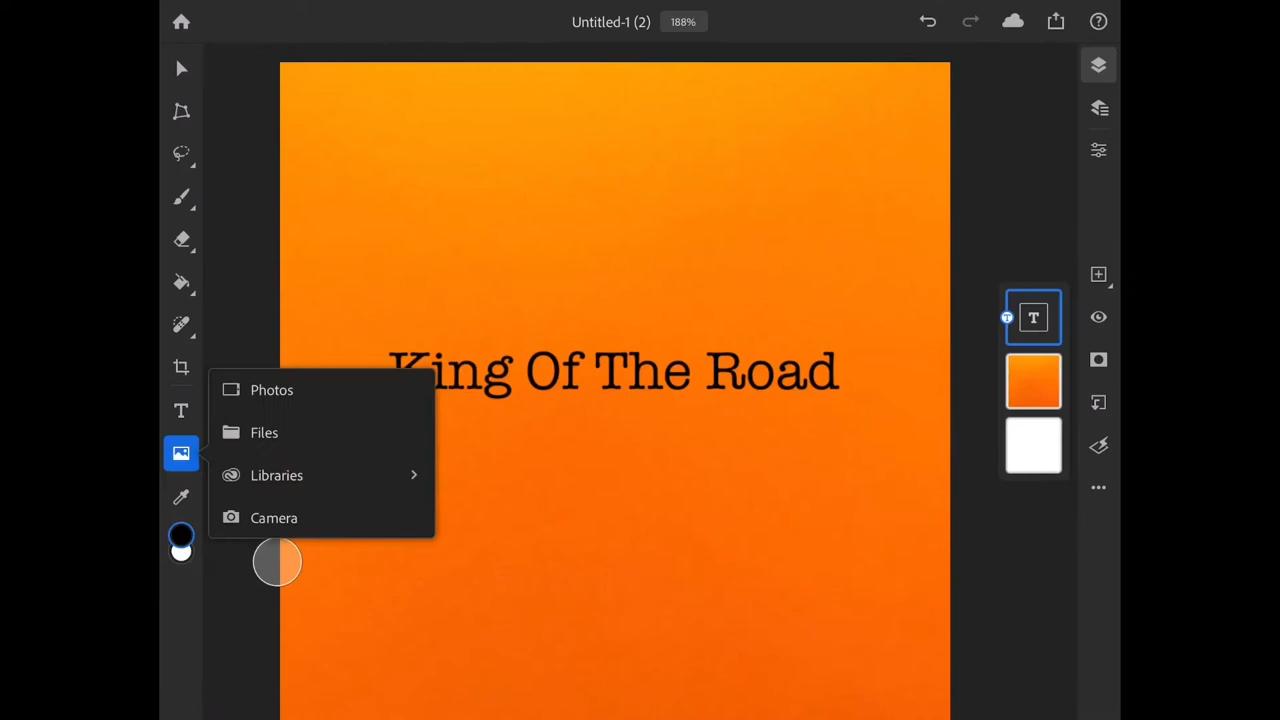 Untitled-1 (2)
188%
King Of The Road
Photos
Files
Libraries
Camera
T
T
T